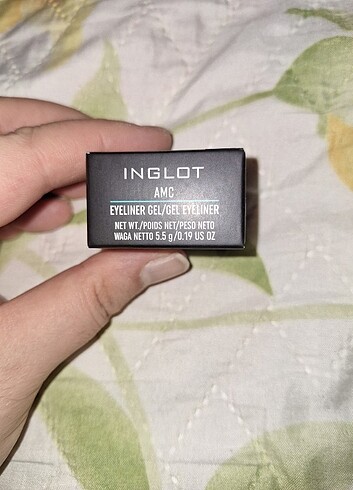 INGLOT
AMC
EYELINER GEL/GEL EYELINER
NET WT./POIDS NET/PESO NETO
WAGA NETTO 5.5 g/0.19 US OZ